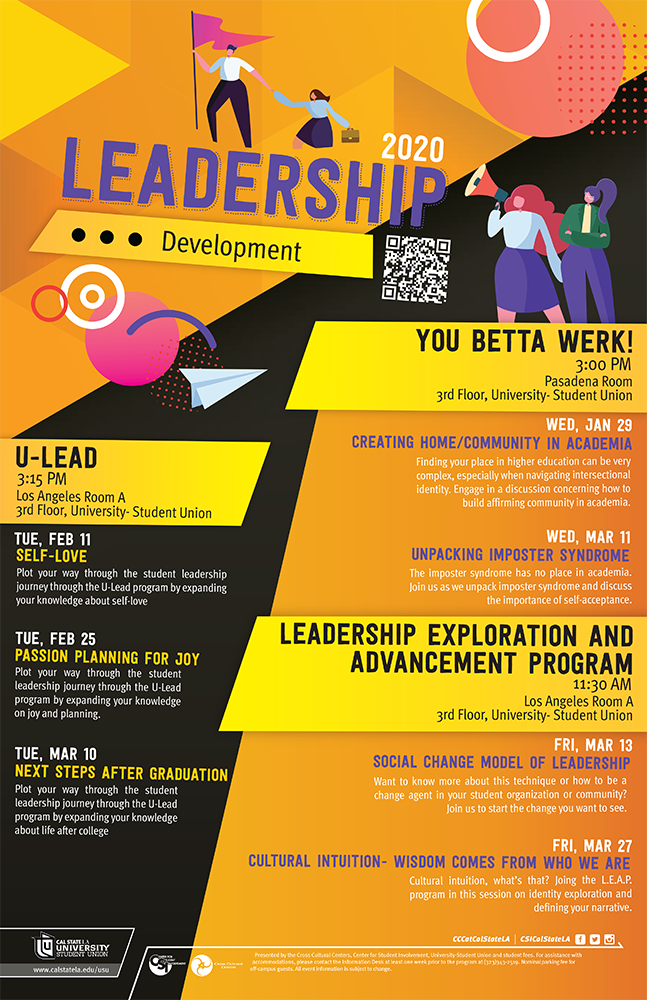 2020
LEADERSHIP
Development
YOU BETTA WERK!
3:00 PM
Pasadena Room
3rd Floor, University- Student Union
WED, JAN 29
CREATING HOME/COMMUNITY IN ACADEMIA
Finding your place in higher education can be very
complex, especially when navigating intersectional
identity. Engage in a discussion concerning how to
build affirming community in academia.
WED, MAR 11
UNPACKING IMPOSTER SYNDROME
The imposter syndrome has no place in academia.
Join us as we unpack imposter syndrome and discuss
the importance of self-acceptance.
U-LEAD
3:15 PM
Los Angeles Room A
3rd Floor, University- Student Union
TUE, FEB 11
SELF-LOVE
Plot your way through the student leadership
journey through the U-Lead program by expanding
your knowledge about self-love
TUE, FEB 25
PASSION PLANNING FOR JOY
Plot your way through the student
leadership journey through the U-Lead
program by expanding your knowledge
on joy and planning.
TUE, MAR 10
NEXT STEPS AFTER GRADUATION
Plot your way through the student
leadership journey through the U-Lead
program by expanding your knowledge
about life after college
LEADERSHIP EXPLORATION AND
ADVANCEMENT PROGRAM
11:30 AM
Los Angeles Room A
3rd Floor, University- Student Union
FRI, MAR 13
SOCIAL CHANGE MODEL OF LEADERSHIP
Want to know more about this technique or how to be a
change agent in your student organization or community?
Join us to start the change you want to see.
FRI, MAR 27
CULTURAL INTUITION- WISDOM COMES FROM WHO WE ARE
Cultural intuition, what's that? Joing the L.E.A.P.
program in this session on identity exploration and
defining your narrative.
CCCatCalStateLA | CSICalStateLA
CAL STATE LA
UNIVERSITY
STUDENT UNION
www.calstatela.edu/usu
Presented by the Cross Cultural Centers, Center for Student Involvement, University-Student Union and student fees. For assistance with
accommodations, please contact the Information Desk at least one week prior to the program at (323)343-2529. Nominal parking fee for
off-campus guests. All event information is subject to change.